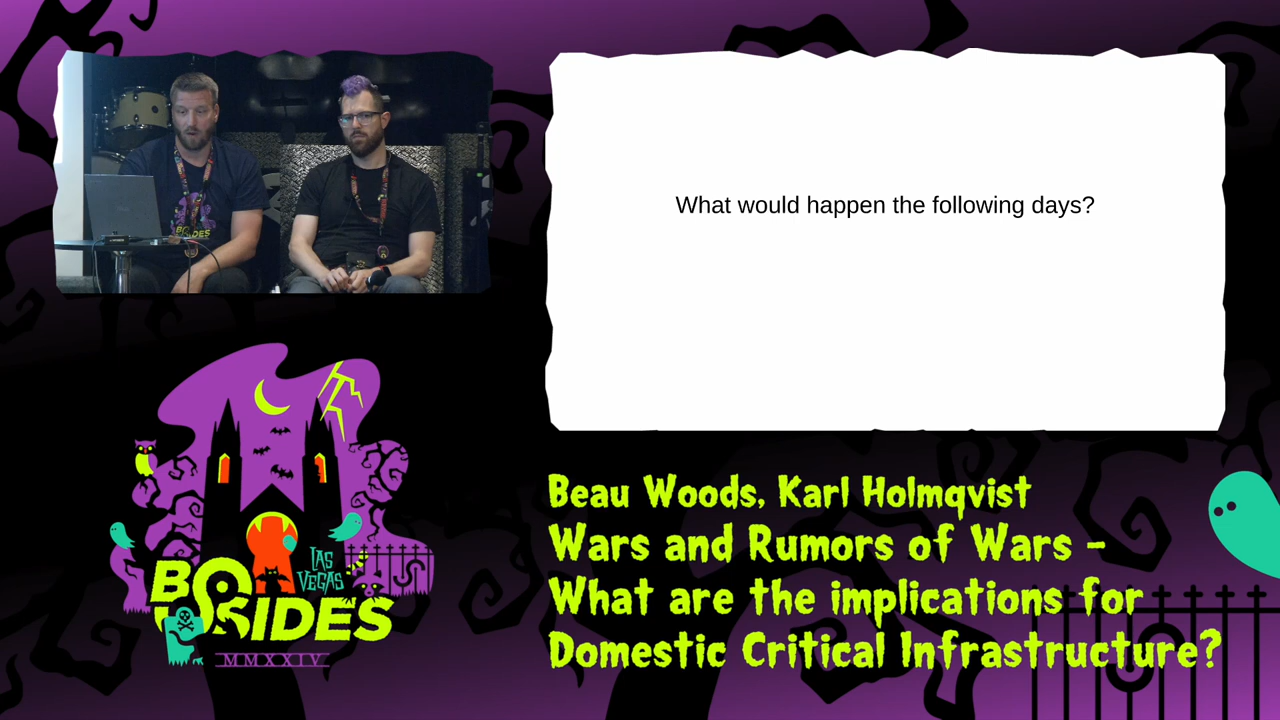 What would happen the following days?
Beau Woods, Karl Holmqvist
Wars and Rumors of Wars -
What are the implications for
Domestic Critical Infrastructure?
LAS
VEGAS
BSIDES
MMXXIV